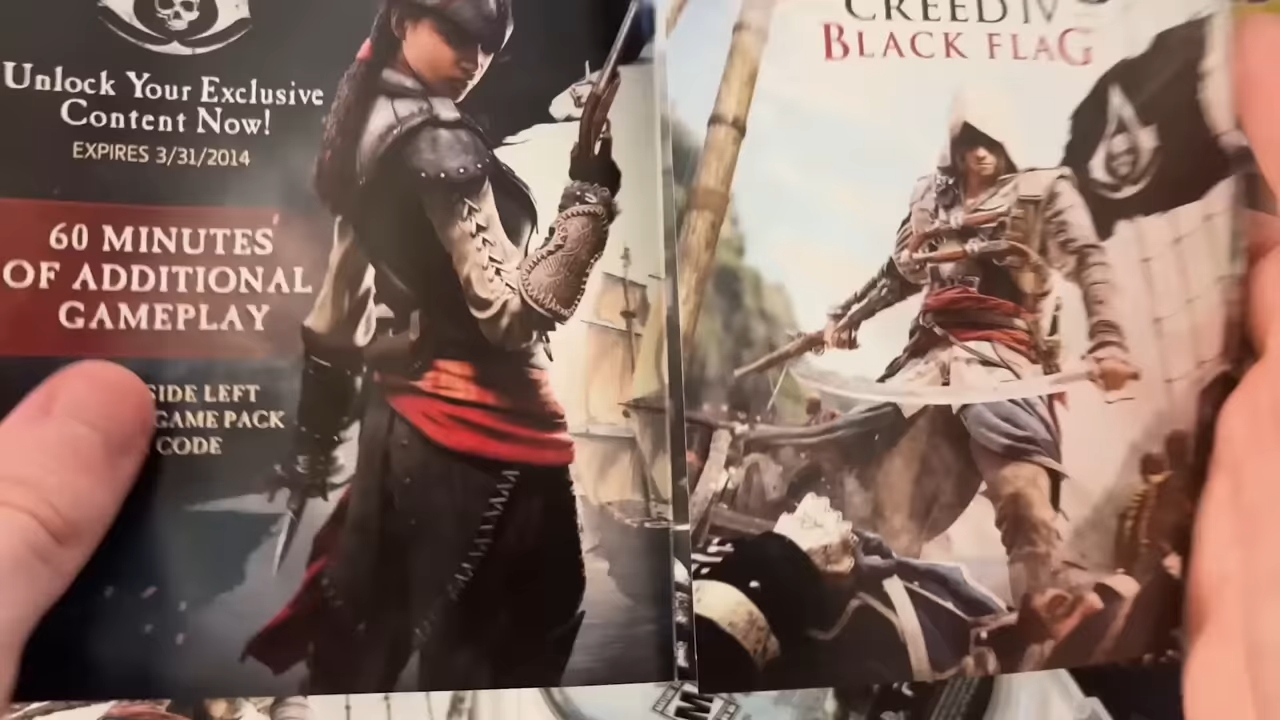 Unlock Your Exclusive
Content Now!
EXPIRES 3/31/2014
60 MINUTES
OF ADDITIONAL
GAMEPLAY
SIDE LEFT
GAME PACK
CODE
CREED IV
BLACK FLAG
M